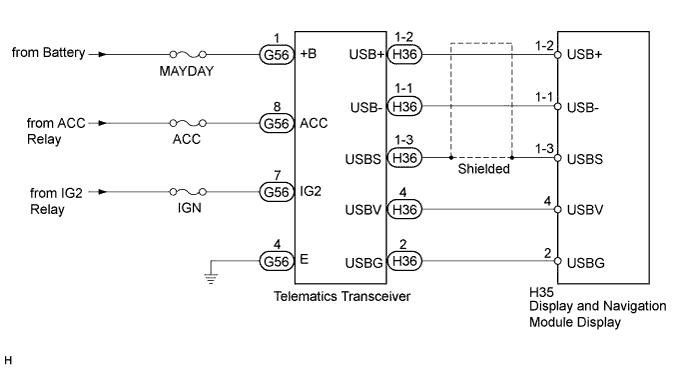 1 1-2 1-2
from Battery MAYDAY G56 +B USB+ H36 USB+
1-1 1-1
USB- H36 USB-
8
from ACC Relay ACC G56 ACC
1-3 1-3
USBS H36 Shielded USBS
7
from IG2 Relay IGN G56 IG2
4 4
USBV H36 USBV
4 2 2
G56 E USBG H36 USBG
Telematics Transceiver
H35
Display and Navigation
Module Display
H